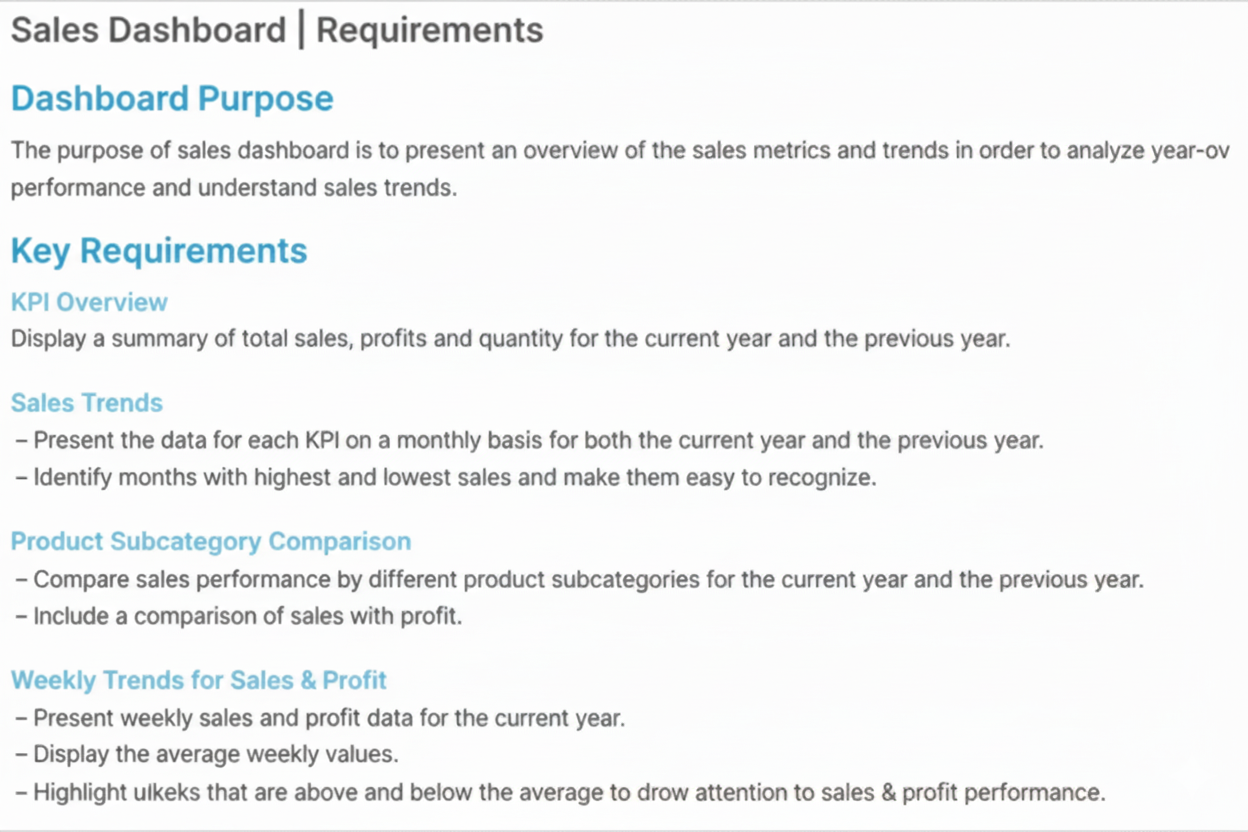 Sales Dashboard | Requirements
Dashboard Purpose
The purpose of sales dashboard is to present an overview of the sales metrics and trends in order to analyze year-ov
performance and understand sales trends.
Key Requirements
KPI Overview
Display a summary of total sales, profits and quantity for the current year and the previous year.
Sales Trends
– Present the data for each KPI on a monthly basis for both the current year and the previous year.
– Identify months with highest and lowest sales and make them easy to recognize.
Product Subcategory Comparison
– Compare sales performance by different product subcategories for the current year and the previous year.
– Include a comparison of sales with profit.
Weekly Trends for Sales & Profit
– Present weekly sales and profit data for the current year.
– Display the average weekly values.
– Highlight ulkeks that are above and below the average to drow attention to sales & profit performance.